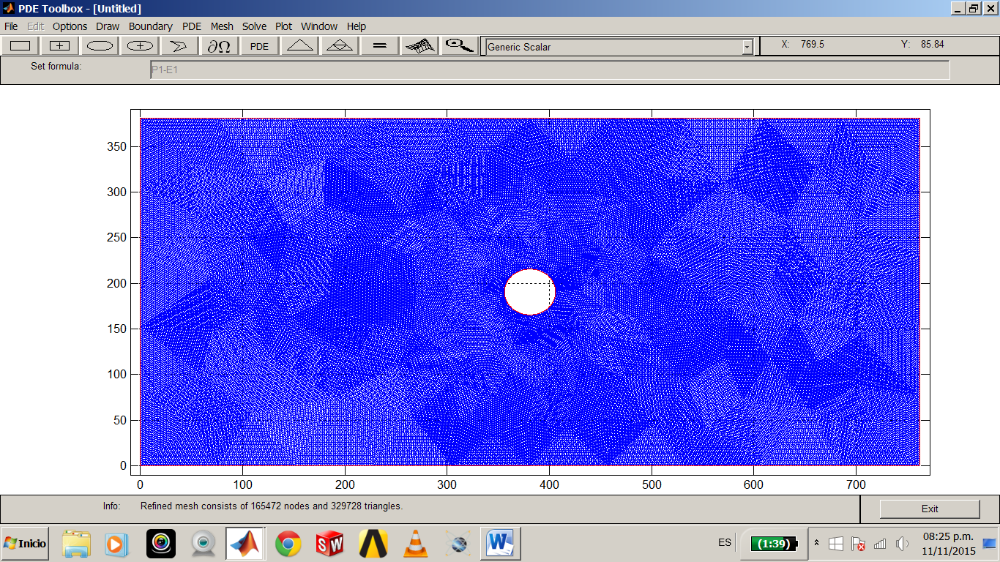 PDE Toolbox - [Untitled]
File Edit Options Draw Boundary PDE Mesh Solve Plot Window Help
∂Ω PDE = Generic Scalar X: 769.5 Y: 85.84
Set formula: P1-E1
350
300
250
200
150
100
50
0
0 100 200 300 400 500 600 700
Info: Refined mesh consists of 165472 nodes and 329728 triangles. Exit
Inicio SW W ES (1:39) 08:25 p.m.
11/11/2015